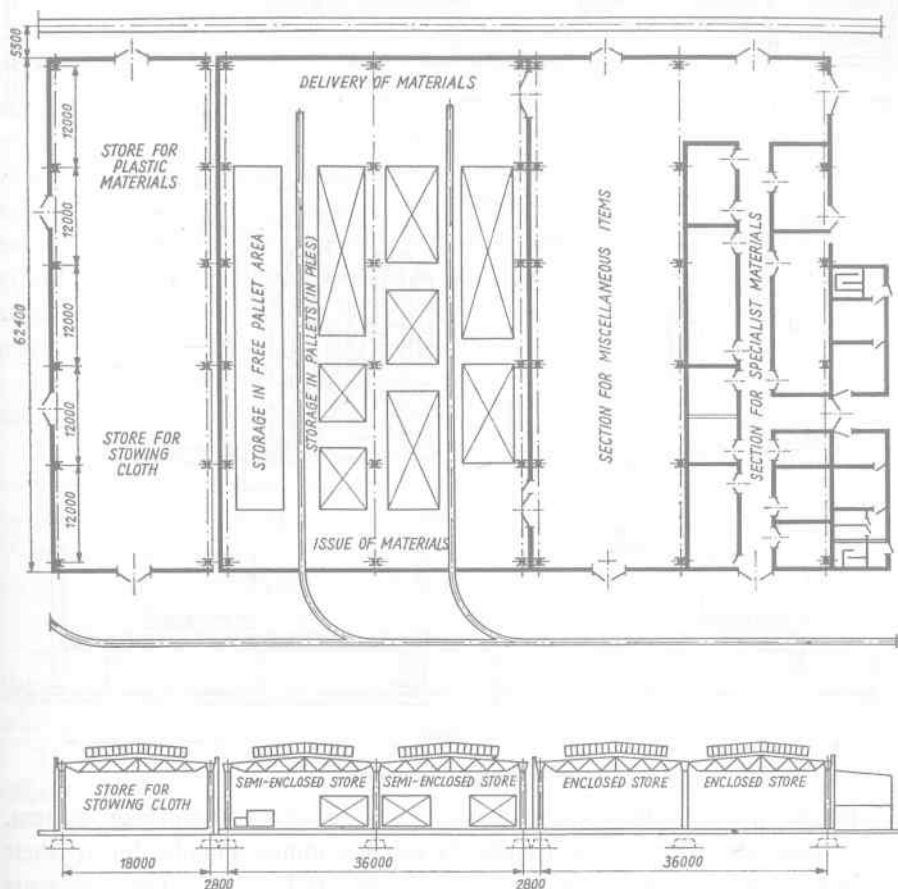 5500
DELIVERY OF MATERIALS
12000
STORE FOR
PLASTIC
MATERIALS
12000
STORAGE IN FREE PALLET AREA
STORAGE IN PALLETS (IN PILES)
SECTION FOR MISCELLANEOUS ITEMS
SECTION FOR SPECIALIST MATERIALS
62400
12000
12000
STORE FOR
STOWING
CLOTH
12000
ISSUE OF MATERIALS
STORE FOR
STOWING CLOTH
SEMI-ENCLOSED STORE
SEMI-ENCLOSED STORE
ENCLOSED STORE
ENCLOSED STORE
18000
36000
36000
2800
2800